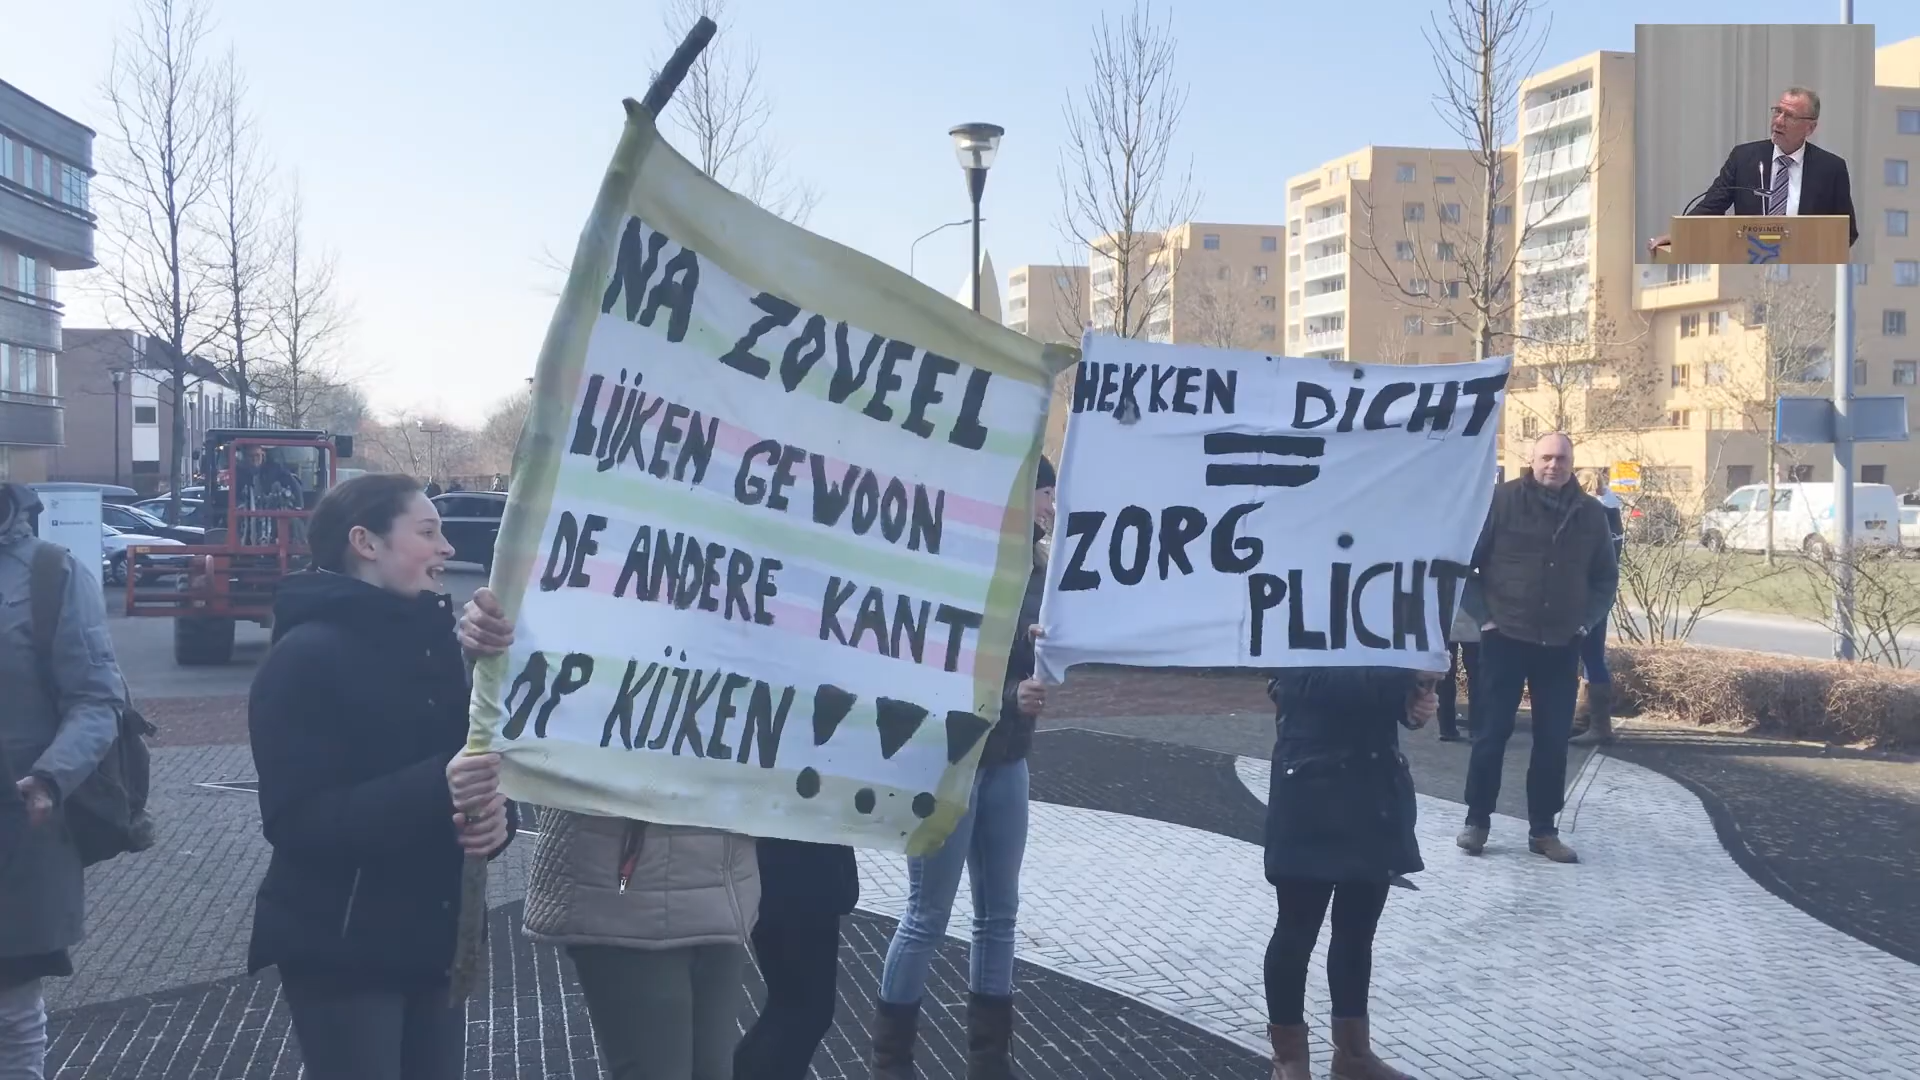 NA ZOVEEL
LIJKEN GEWOON
DE ANDERE KANT
OP KIJKEN!!!
HEKKEN DICHT
=
ZORG
PLICHT
PROVINCIE